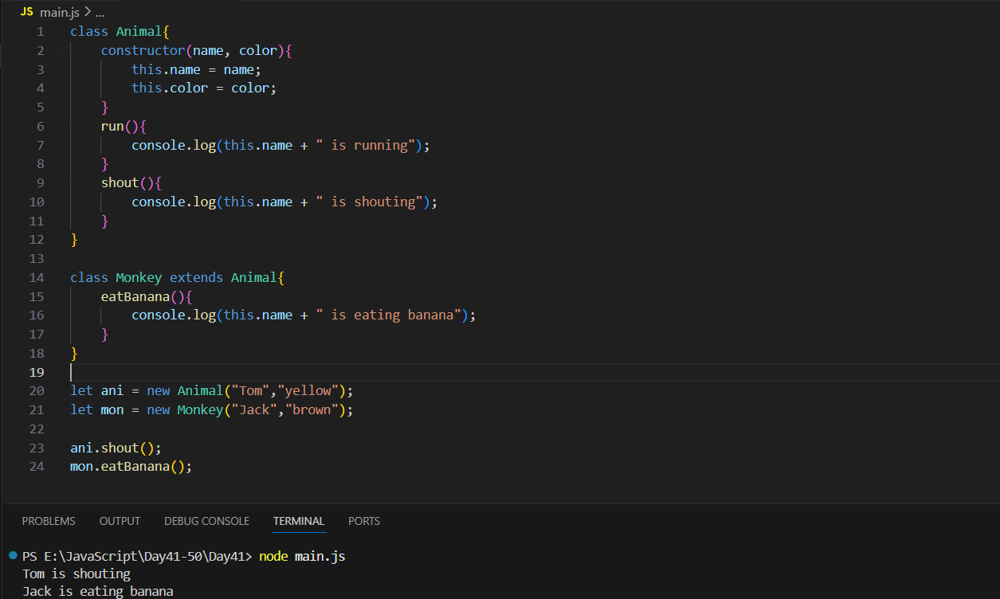 JS main.js > ...
1 class Animal{
2     constructor(name, color){
3         this.name = name;
4         this.color = color;
5     }
6     run(){
7         console.log(this.name + " is running");
8     }
9     shout(){
10         console.log(this.name + " is shouting");
11     }
12 }
13
14 class Monkey extends Animal{
15     eatBanana(){
16         console.log(this.name + " is eating banana");
17     }
18 }
19
20 let ani = new Animal("Tom","yellow");
21 let mon = new Monkey("Jack","brown");
22
23 ani.shout();
24 mon.eatBanana();
PROBLEMS OUTPUT DEBUG CONSOLE TERMINAL PORTS
PS E:\JavaScript\Day41-50\Day41> node main.js
Tom is shouting
Jack is eating banana